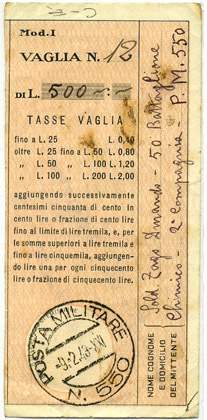 C-E
Mod. I
VAGLIA N. 12
DI L. 500
TASSE VAGLIA
fino a L. 25 L. 0,40
oltre L. 25 a L. 50 L. 0,80
„ L. 50 „ L. 100 L. 1,20
„ L. 100 „ L. 200 L. 2,00
aggiungendo successivamente
centesimi cinquanta di cento in
cento lire o frazione di cento lire
fino al limite di lire tremila, e, per
le somme superiori a lire tremila e
fino a lire cinquemila, aggiungen-
do lire una per ogni cinquecento
lire o frazione di cinquecento lire.
POSTA MILITARE
N. 550
Sold. Amando - 50 Battaglione
Chimico - 2ª Compagnia - P. M. 550
NOME COGNOME
E DOMICILIO
DEL MITTENTE